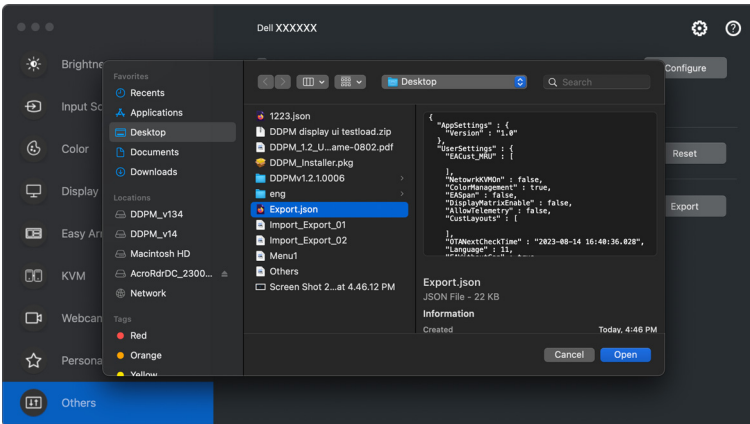 Dell XXXXXX
Brightne
Input So
Color
Display
Easy Arr
KVM
Webcan
Persona
Others
Configure
Reset
Export
Favorites
Recents
Applications
Desktop
Documents
Downloads
Locations
DDPM_v134
DDPM_v14
Macintosh HD
AcroRdrDC_2300...
Network
Tags
Red
Orange
Yellow
Desktop
Search
1223.json
DDPM display ui testload.zip
DDPM_1.2_U...ame-0802.pdf
DDPM_Installer.pkg
DDPMv1.2.1.0006
eng
Export.json
Import_Export_01
Import_Export_02
Menu1
Others
Screen Shot 2...at 4.46.12 PM
{
"AppSettings" : {
"Version" : "1.0"
},
"UserSettings" : {
"EACust_MRU" : [
],
"NetowrkKVMOn" : false,
"ColorManagement" : true,
"EASpan" : false,
"DisplayMatrixEnable" : false,
"AllowTelemetry" : false,
"CustLayouts" : [
],
"OTANextCheckTime" : "2023-08-14 16:40:36.028",
"Language" : 11,
Export.json
JSON File - 22 KB
Information
Created Today, 4:46 PM
Cancel
Open